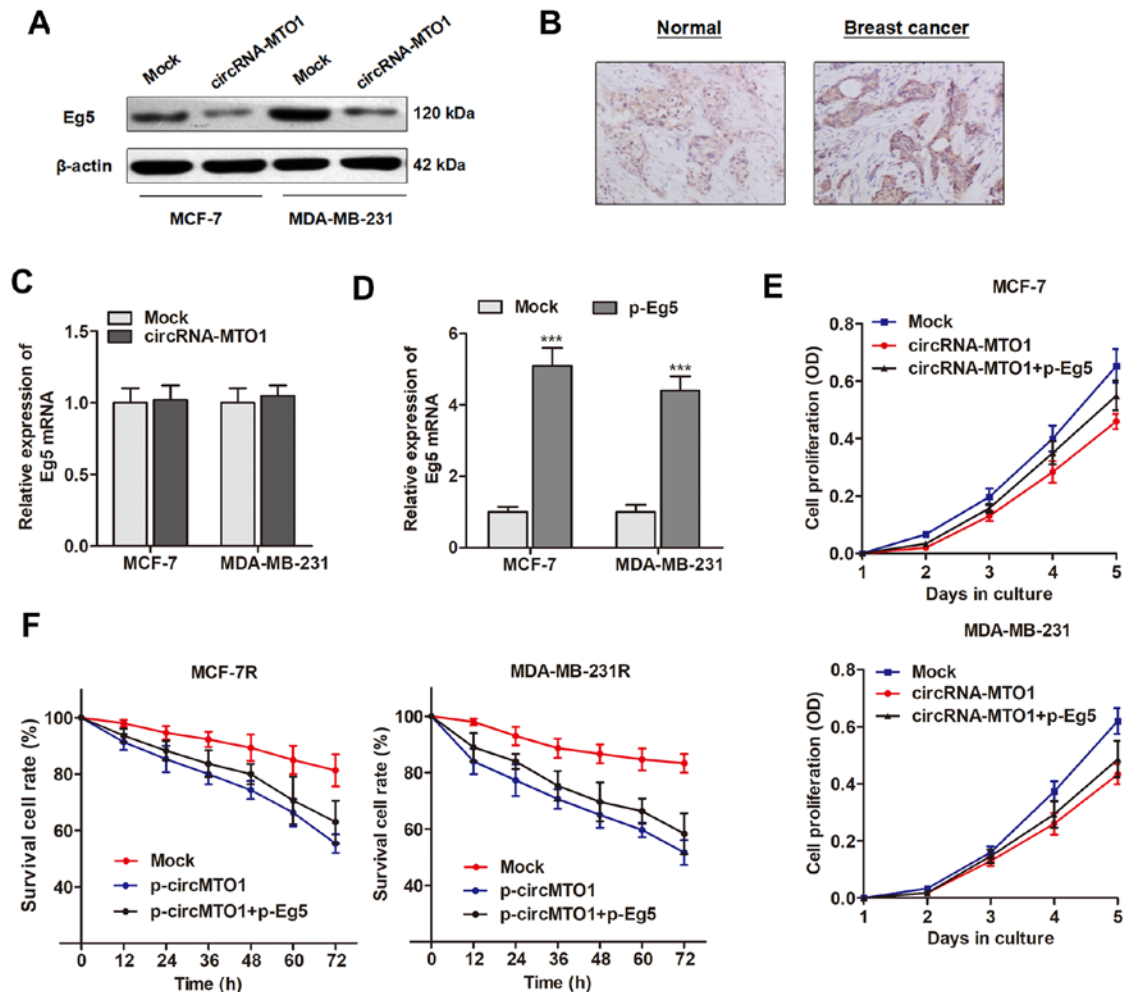 A
Mock
circRNA-MTO1
Mock
circRNA-MTO1
Eg5
120 kDa
β-actin
42 kDa
MCF-7
MDA-MB-231
B
Normal
Breast cancer
C
Mock
circRNA-MTO1
Relative expression of
Eg5 mRNA
1.5
1.0
0.5
0.0
MCF-7
MDA-MB-231
D
Mock
p-Eg5
Relative expression of
Eg5 mRNA
6
4
2
0
***
***
MCF-7
MDA-MB-231
E
MCF-7
Mock
circRNA-MTO1
circRNA-MTO1+p-Eg5
Cell proliferation (OD)
0.8
0.6
0.4
0.2
0.0
1 2 3 4 5
Days in culture
MDA-MB-231
Mock
circRNA-MTO1
circRNA-MTO1+p-Eg5
Cell proliferation (OD)
0.8
0.6
0.4
0.2
0.0
1 2 3 4 5
Days in culture
F
MCF-7R
Survival cell rate (%)
100
80
60
40
Mock
p-circMTO1
p-circMTO1+p-Eg5
0 12 24 36 48 60 72
Time (h)
MDA-MB-231R
Survival cell rate (%)
100
80
60
40
Mock
p-circMTO1
p-circMTO1+p-Eg5
0 12 24 36 48 60 72
Time (h)